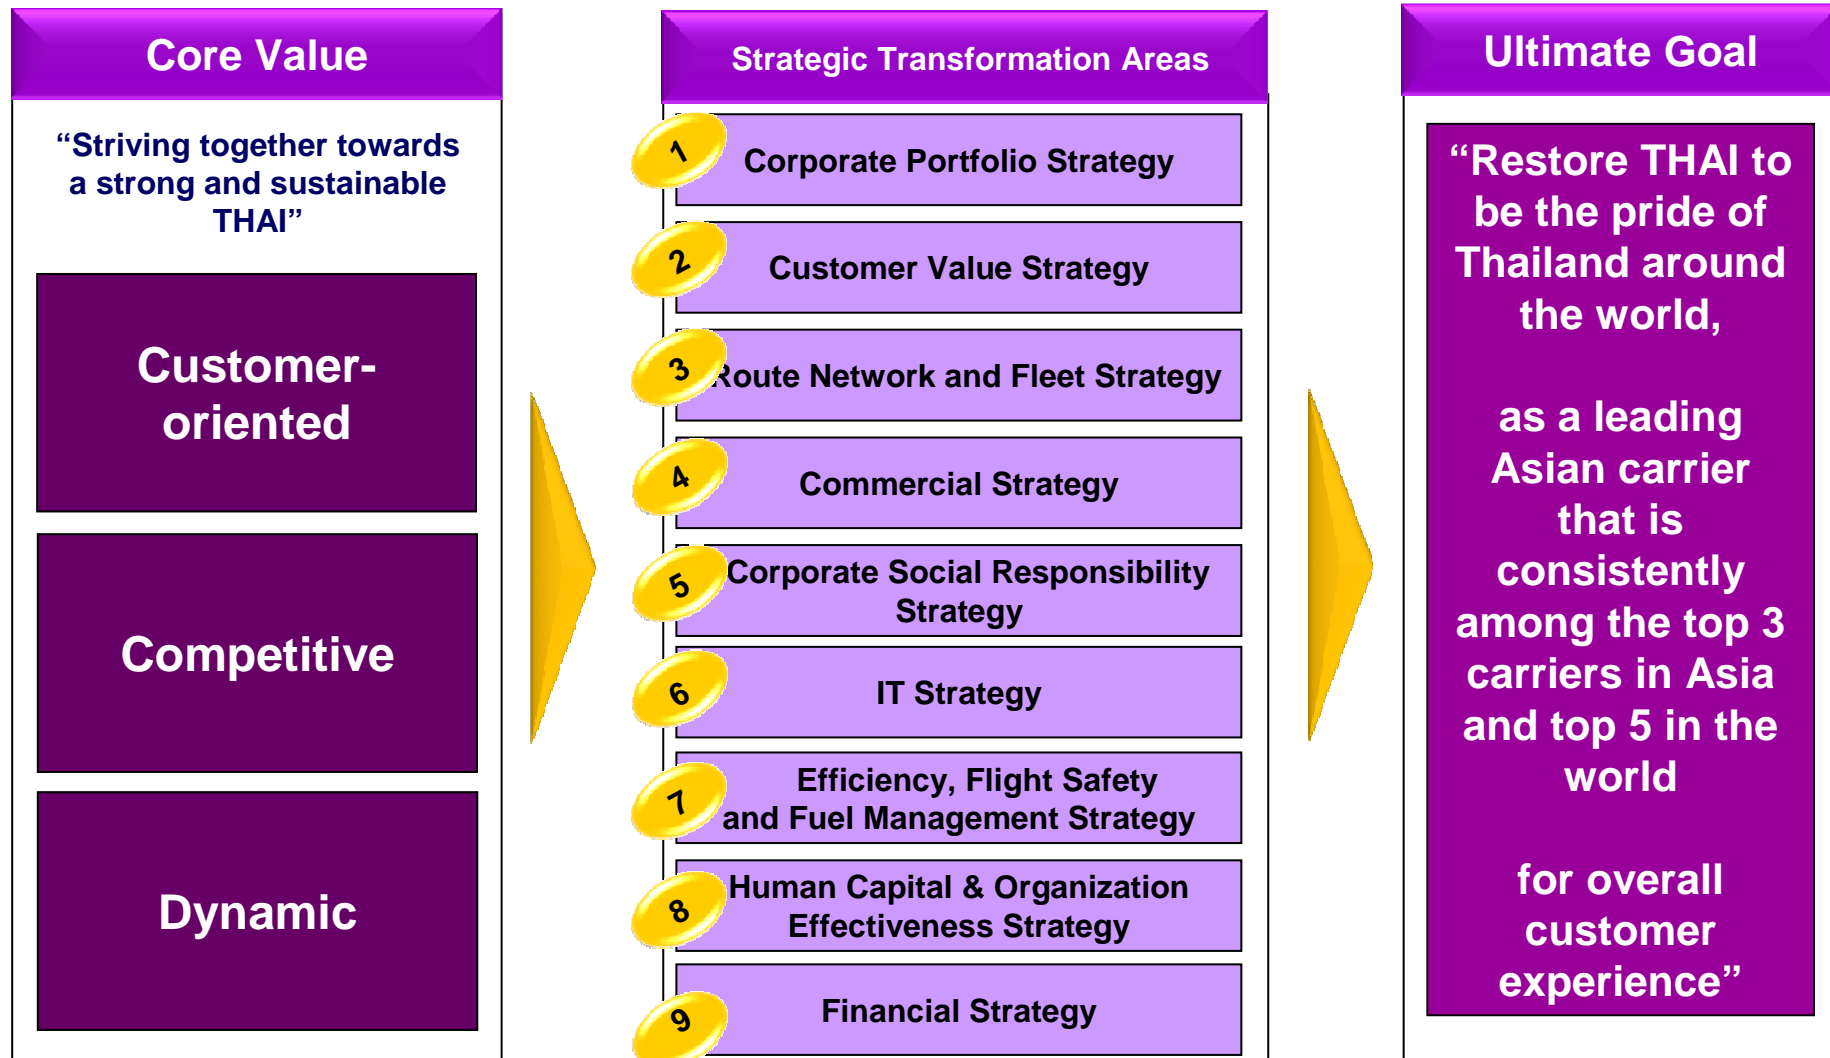 Core Value
“Striving together towards
a strong and sustainable
THAI”
Customer-
oriented
Competitive
Dynamic
Strategic Transformation Areas
1
Corporate Portfolio Strategy
2
Customer Value Strategy
3
Route Network and Fleet Strategy
4
Commercial Strategy
5
Corporate Social Responsibility
Strategy
6
IT Strategy
7
Efficiency, Flight Safety
and Fuel Management Strategy
8
Human Capital & Organization
Effectiveness Strategy
9
Financial Strategy
Ultimate Goal
“Restore THAI to
be the pride of
Thailand around
the world,
as a leading
Asian carrier
that is
consistently
among the top 3
carriers in Asia
and top 5 in the
world
for overall
customer
experience”